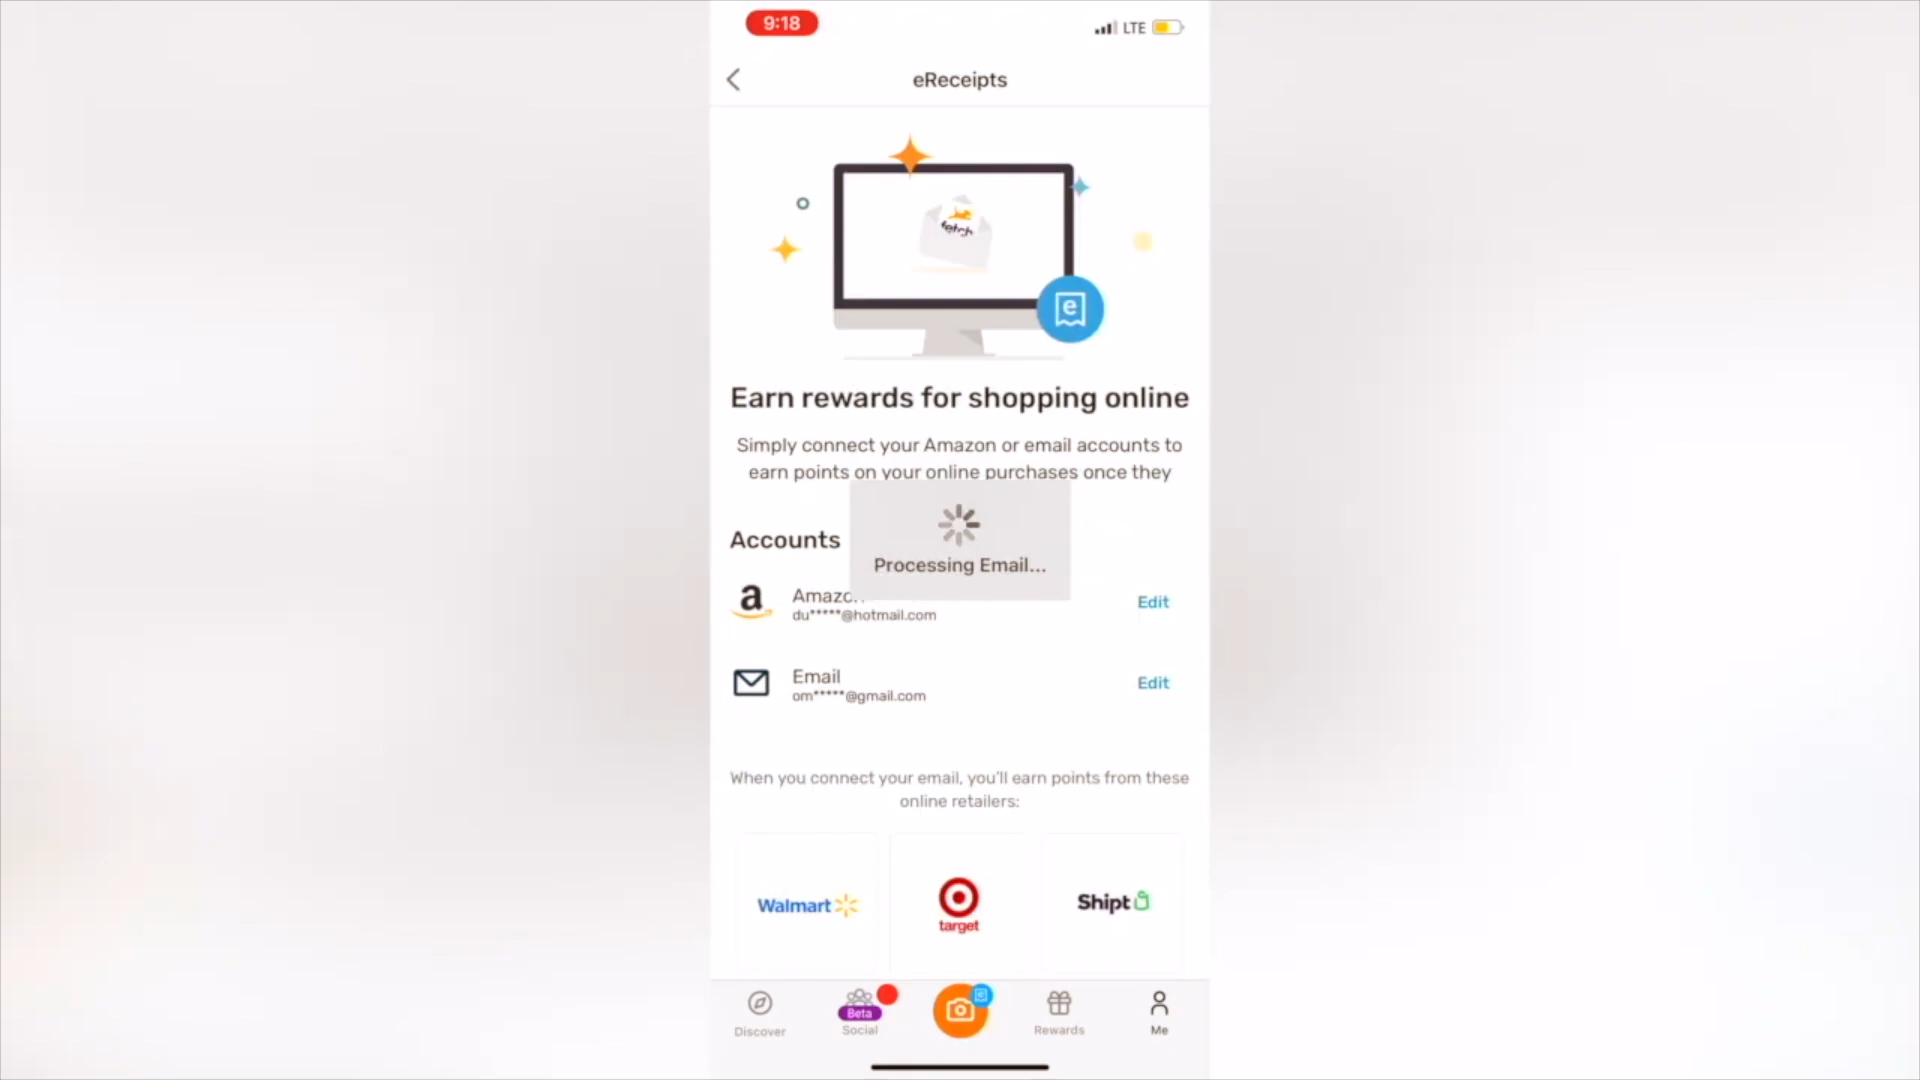 9:18
LTE
eReceipts
fetch
e
Earn rewards for shopping online
Simply connect your Amazon or email accounts to
earn points on your online purchases once they
Processing Email...
Accounts
a
Amazo
du*****@hotmail.com
Edit
Email
om*****@gmail.com
Edit
When you connect your email, you'll earn points from these
online retailers:
Walmart
target
Shipt
Discover
Beta
Social
Rewards
Me